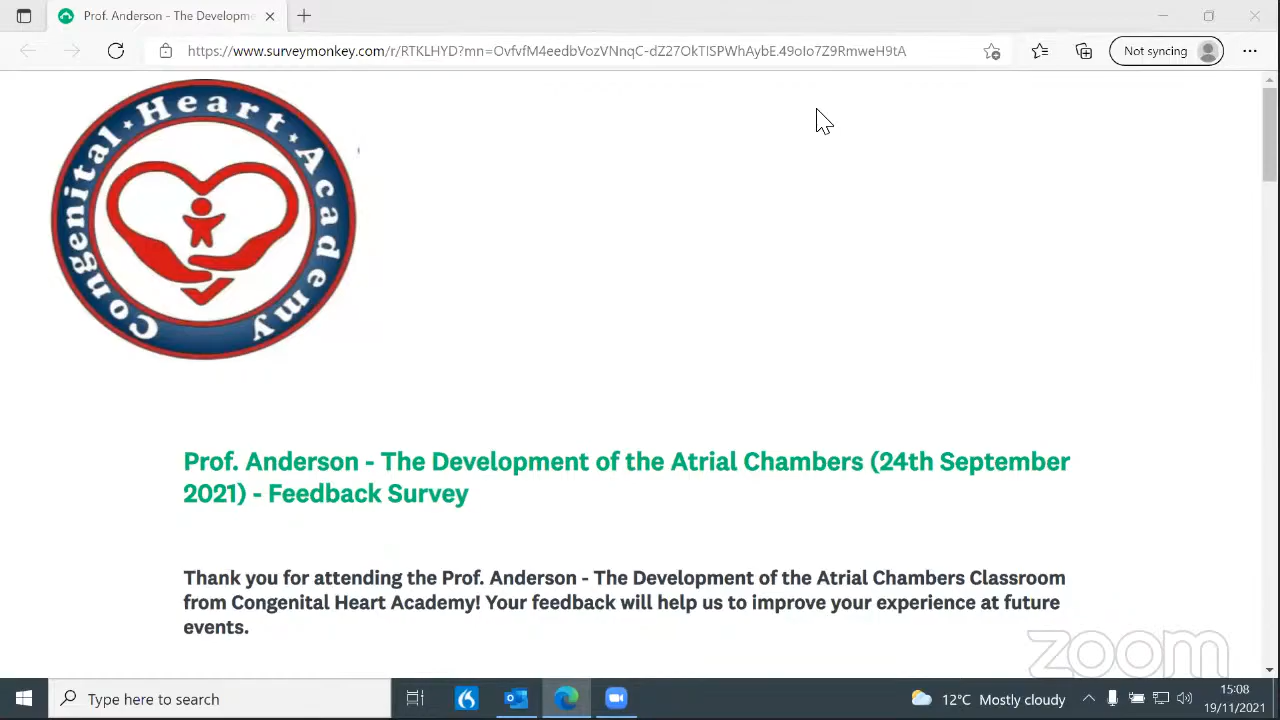 Prof. Anderson - The Developme
https://www.surveymonkey.com/r/RTKLHYD?mn=OvfvfM4eedbVozVNnqC-dZ27OkTISPWhAybE.49oIo7Z9RmweH9tA
Not syncing
Congenital Heart Academy
Prof. Anderson - The Development of the Atrial Chambers (24th September
2021) - Feedback Survey
Thank you for attending the Prof. Anderson - The Development of the Atrial Chambers Classroom
from Congenital Heart Academy! Your feedback will help us to improve your experience at future
events.
zoom
Type here to search
12°C Mostly cloudy
15:08
19/11/2021